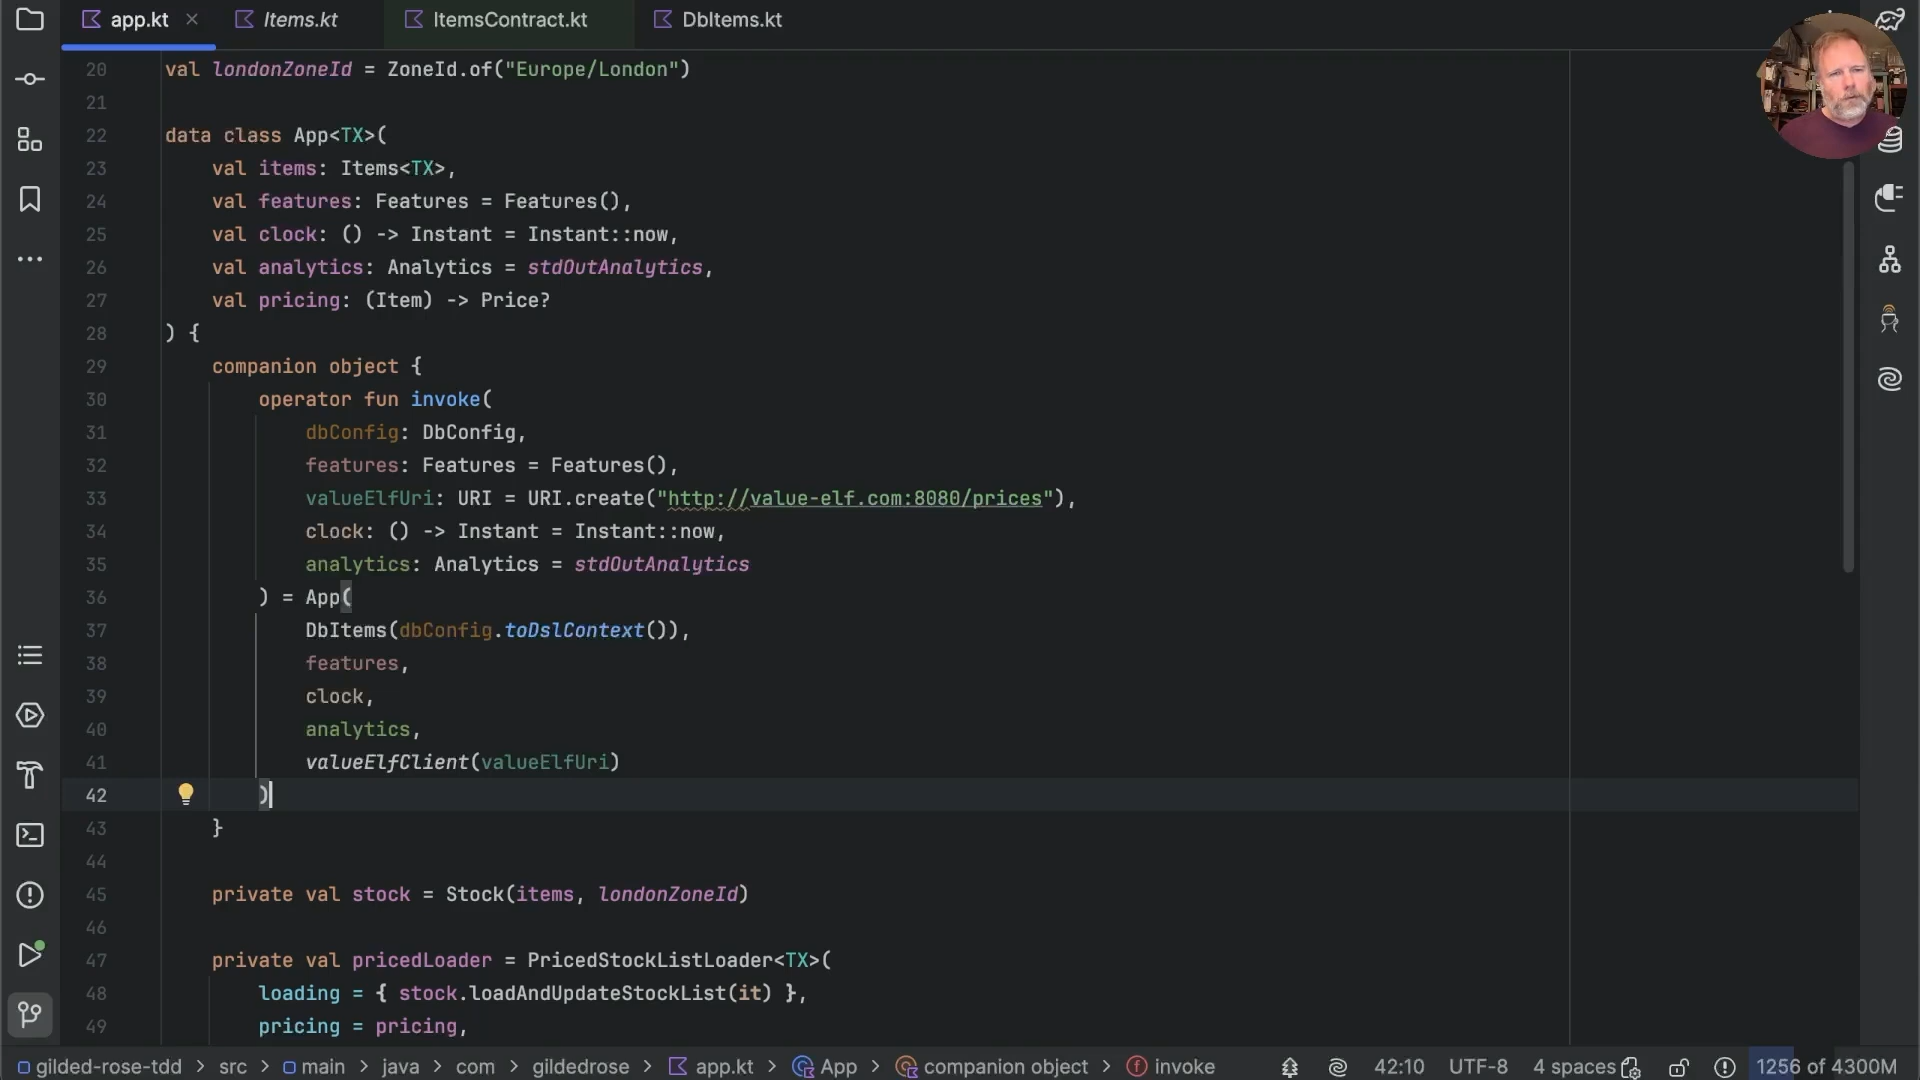 app.kt
Items.kt
ItemsContract.kt
DbItems.kt
20 val londonZoneId = ZoneId.of("Europe/London")
21
22 data class App<TX>(
23 val items: Items<TX>,
24 val features: Features = Features(),
25 val clock: () -> Instant = Instant::now,
26 val analytics: Analytics = stdOutAnalytics,
27 val pricing: (Item) -> Price?
28 ) {
29 companion object {
30 operator fun invoke(
31 dbConfig: DbConfig,
32 features: Features = Features(),
33 valueElfUri: URI = URI.create("http://value-elf.com:8080/prices"),
34 clock: () -> Instant = Instant::now,
35 analytics: Analytics = stdOutAnalytics
36 ) = App(
37 DbItems(dbConfig.toDslContext()),
38 features,
39 clock,
40 analytics,
41 valueElfClient(valueElfUri)
42 )
43 }
44
45 private val stock = Stock(items, londonZoneId)
46
47 private val pricedLoader = PricedStockListLoader<TX>(
48 loading = { stock.loadAndUpdateStockList(it) },
49 pricing = pricing,
gilded-rose-tdd > src > main > java > com > gildedrose > app.kt > App > companion object > invoke 42:10 UTF-8 4 spaces 1256 of 4300M